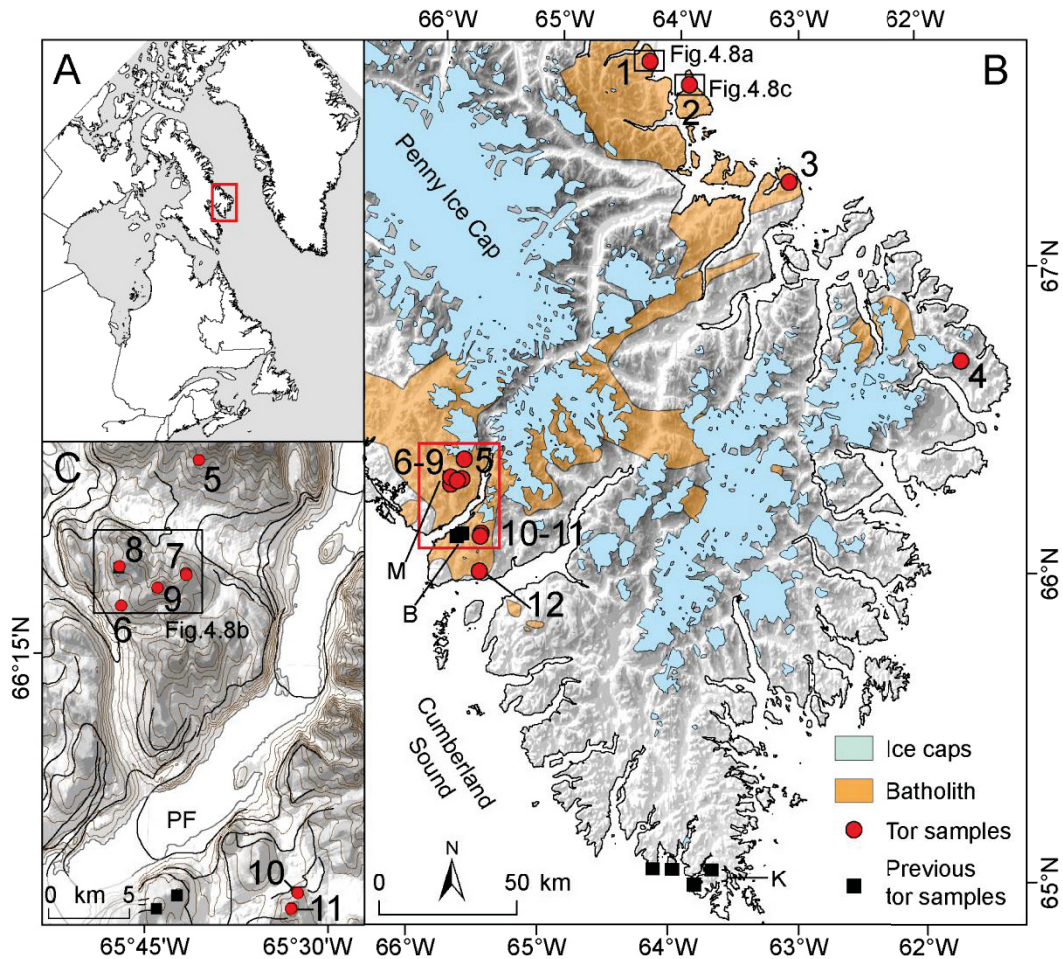 66°W 65°W 64°W 63°W 62°W
A
B
1
Fig.4.8a
Fig.4.8c
2
3
Penny Ice Cap
67°N
4
C
5
6-9
5
8
7
9
6
Fig.4.8b
10-11
M
B
12
66°N
66°15'N
Cumberland
Sound
Ice caps
Batholith
Tor samples
Previous
tor samples
PF
10
11
0 km 5
N
0 50 km
K
65°N
65°45'W 65°30'W
66°W 65°W 64°W 63°W 62°W